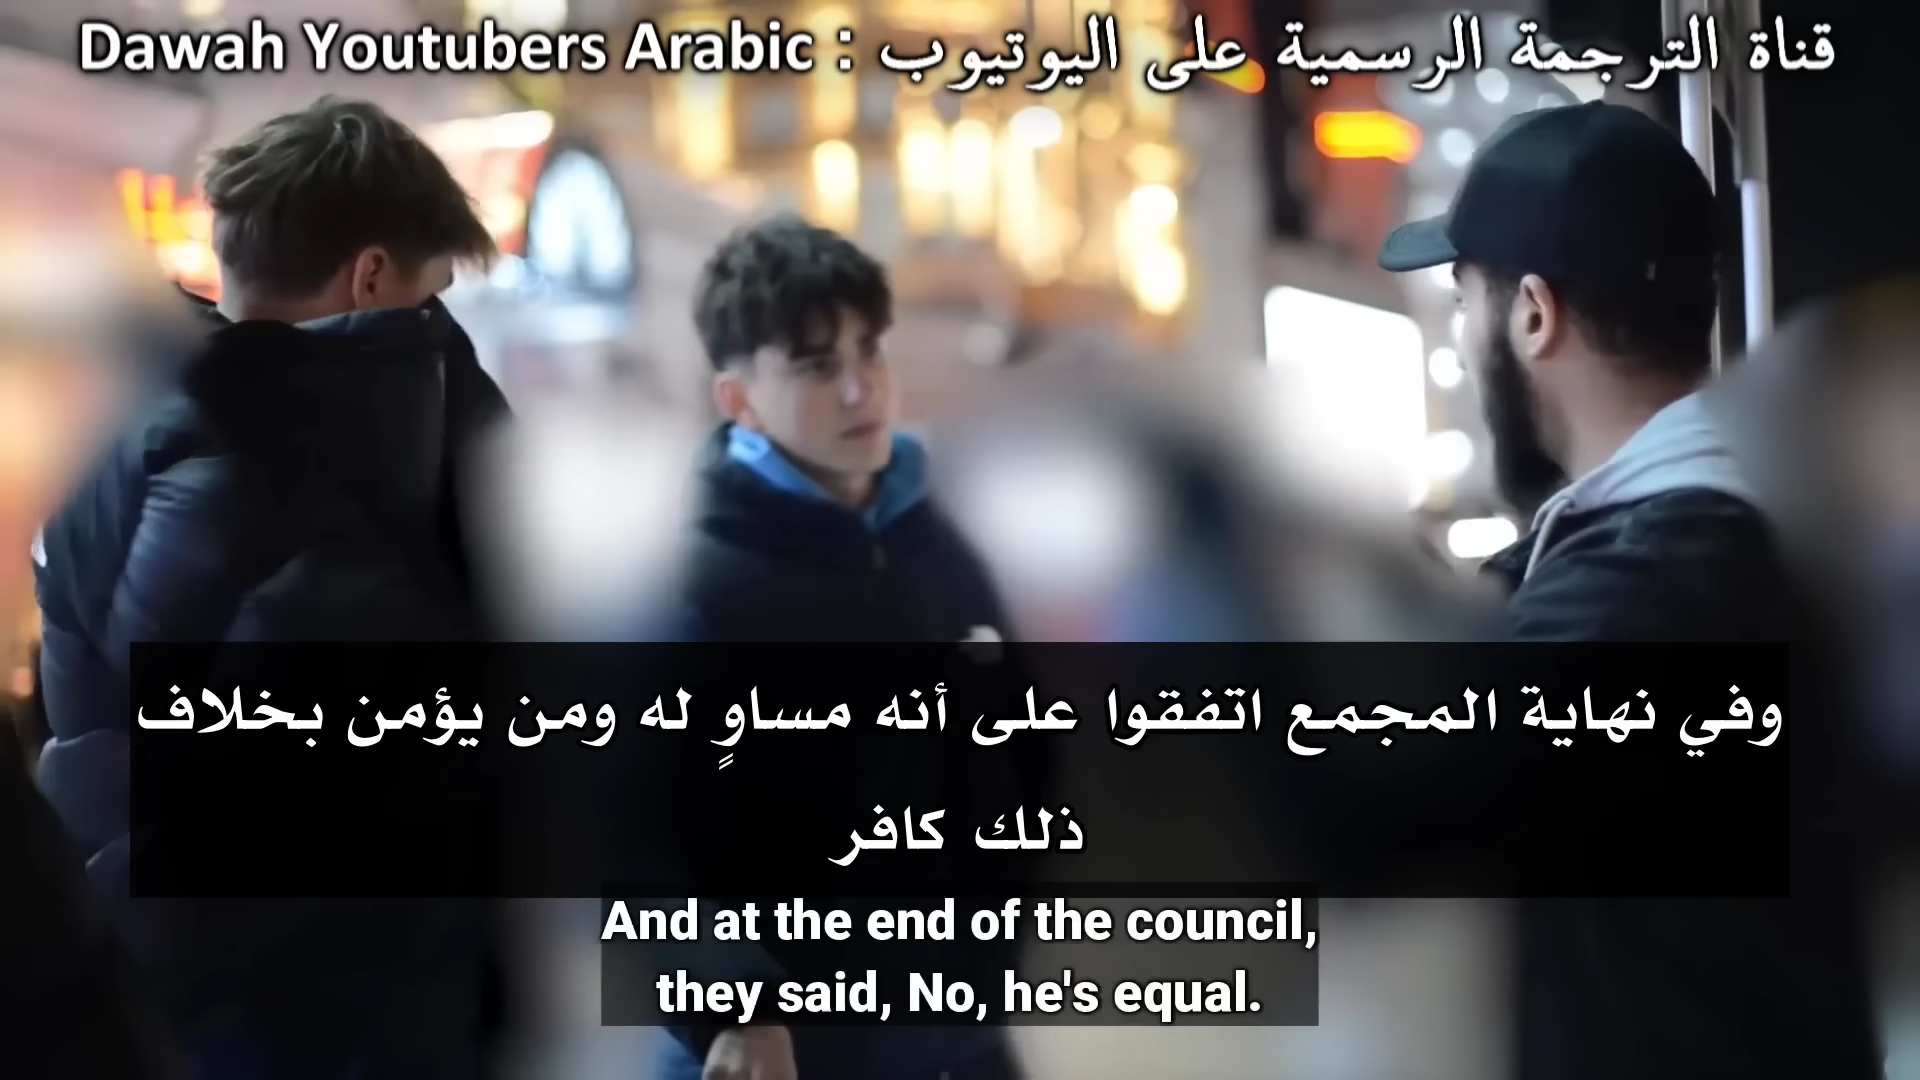 Dawah Youtubers Arabic : قناة الترجمة الرسمية على اليوتيوب
وفي نهاية المجمع اتفقوا على أنه مساوٍ له ومن يؤمن بخلاف
ذلك كافر
And at the end of the council,
they said, No, he's equal.